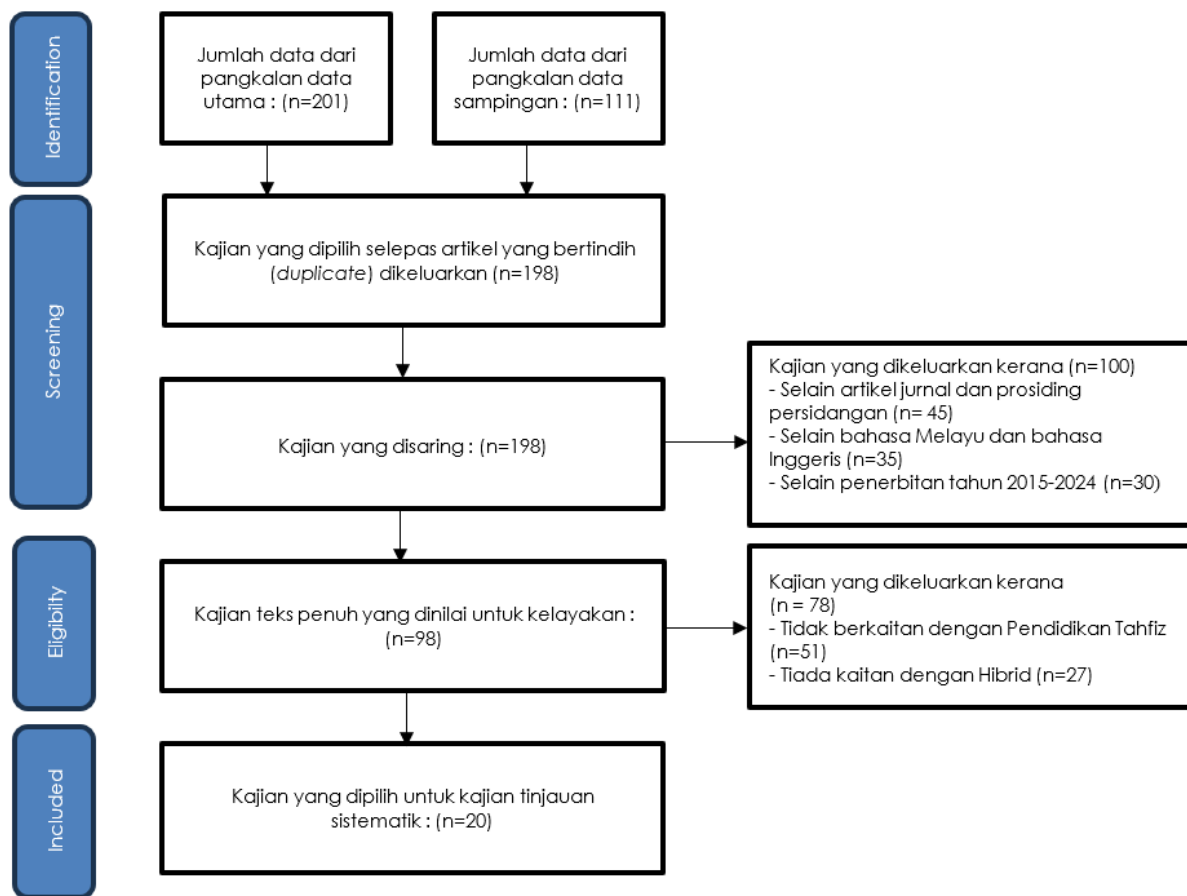 Identification
Jumlah data dari
pangkalan data
utama : (n=201)
Jumlah data dari
pangkalan data
sampingan : (n=111)
Screening
Kajian yang dipilih selepas artikel yang bertindih
(duplicate) dikeluarkan (n=198)
Kajian yang disaring : (n=198)
Kajian yang dikeluarkan kerana (n=100)
- Selain artikel jurnal dan prosiding
persidangan (n= 45)
- Selain bahasa Melayu dan bahasa
Inggeris (n=35)
- Selain penerbitan tahun 2015-2024 (n=30)
Eligibilty
Kajian teks penuh yang dinilai untuk kelayakan :
(n=98)
Kajian yang dikeluarkan kerana
(n = 78)
- Tidak berkaitan dengan Pendidikan Tahfiz
(n=51)
- Tiada kaitan dengan Hibrid (n=27)
Included
Kajian yang dipilih untuk kajian tinjauan
sistematik : (n=20)